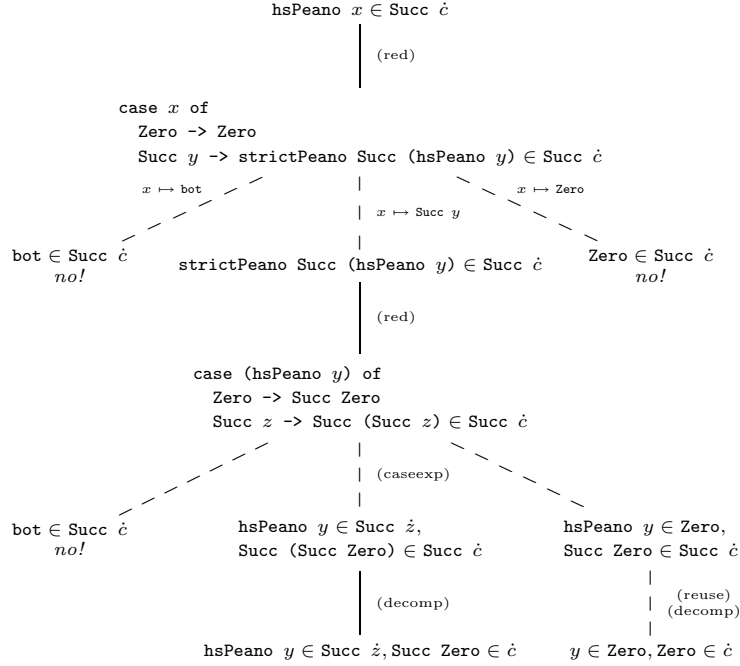 hsPeano x ∈ Succ ċ
(red)
case x of
Zero -> Zero
Succ y -> strictPeano Succ (hsPeano y) ∈ Succ ċ
x ↦ bot
x ↦ Zero
x ↦ Succ y
bot ∈ Succ ċ
no!
strictPeano Succ (hsPeano y) ∈ Succ ċ
Zero ∈ Succ ċ
no!
(red)
case (hsPeano y) of
Zero -> Succ Zero
Succ z -> Succ (Succ z) ∈ Succ ċ
(caseexp)
bot ∈ Succ ċ
no!
hsPeano y ∈ Succ ż,
Succ (Succ Zero) ∈ Succ ċ
hsPeano y ∈ Zero,
Succ Zero ∈ Succ ċ
(decomp)
(reuse)
(decomp)
hsPeano y ∈ Succ ż, Succ Zero ∈ ċ
y ∈ Zero, Zero ∈ ċ